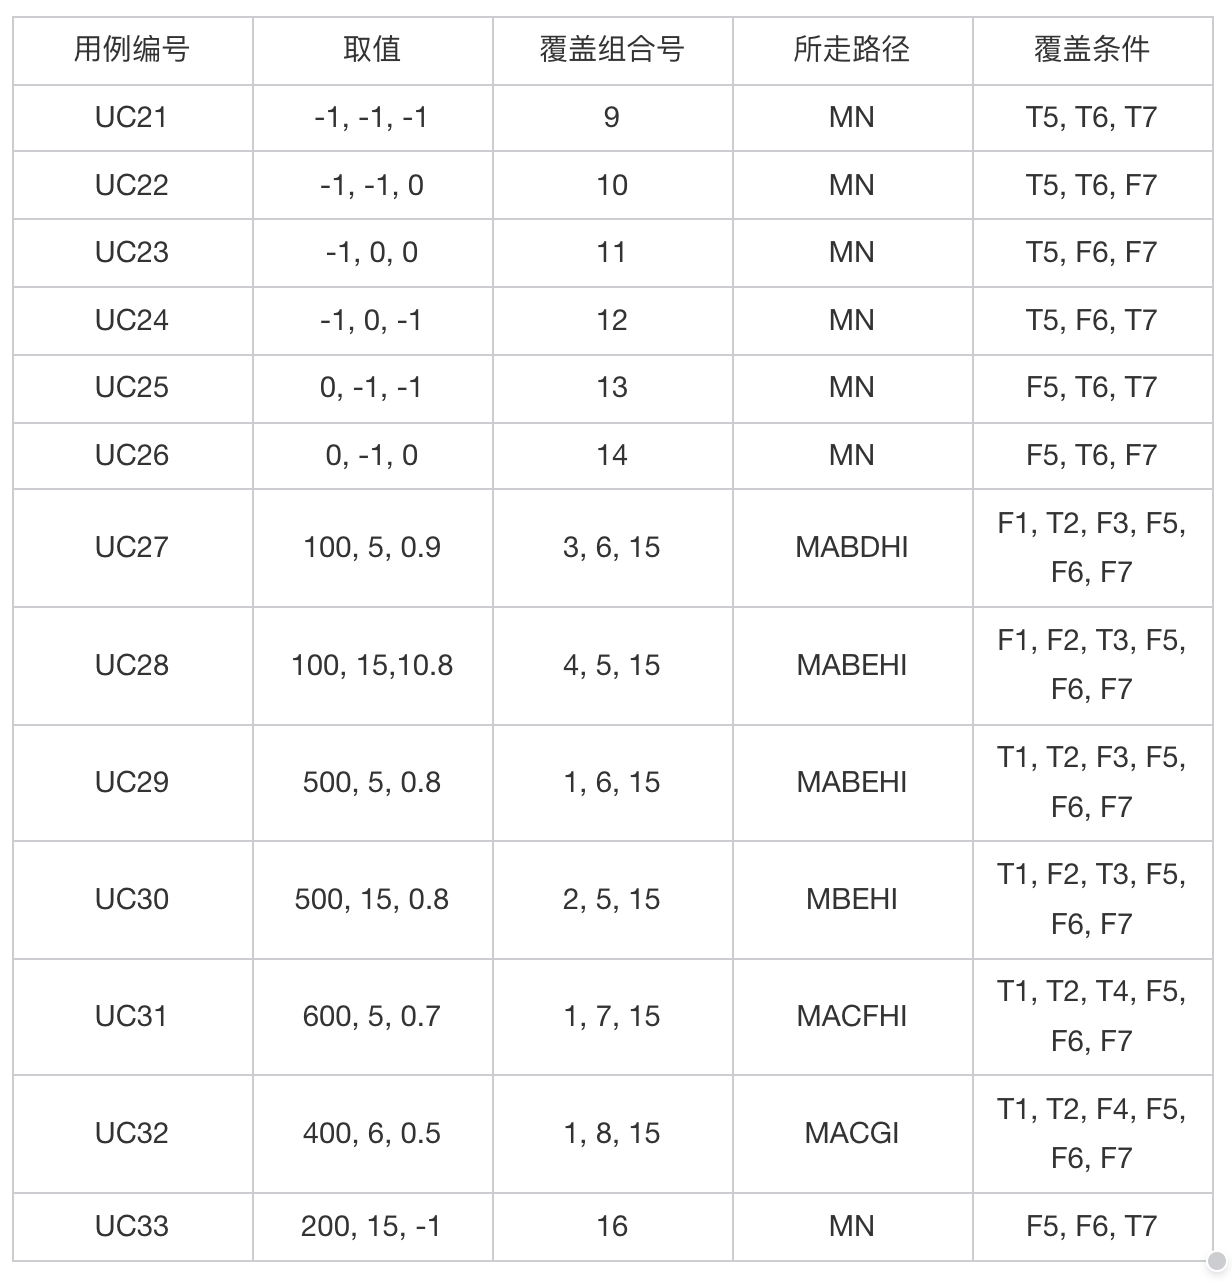 用例编号 取值 覆盖组合号 所走路径 覆盖条件
UC21 -1, -1, -1 9 MN T5, T6, T7
UC22 -1, -1, 0 10 MN T5, T6, F7
UC23 -1, 0, 0 11 MN T5, F6, F7
UC24 -1, 0, -1 12 MN T5, F6, T7
UC25 0, -1, -1 13 MN F5, T6, T7
UC26 0, -1, 0 14 MN F5, T6, F7
UC27 100, 5, 0.9 3, 6, 15 MABDHI F1, T2, F3, F5,
F6, F7
UC28 100, 15,10.8 4, 5, 15 MABEHI F1, F2, T3, F5,
F6, F7
UC29 500, 5, 0.8 1, 6, 15 MABEHI T1, T2, F3, F5,
F6, F7
UC30 500, 15, 0.8 2, 5, 15 MBEHI T1, F2, T3, F5,
F6, F7
UC31 600, 5, 0.7 1, 7, 15 MACFHI T1, T2, T4, F5,
F6, F7
UC32 400, 6, 0.5 1, 8, 15 MACGI T1, T2, F4, F5,
F6, F7
UC33 200, 15, -1 16 MN F5, F6, T7